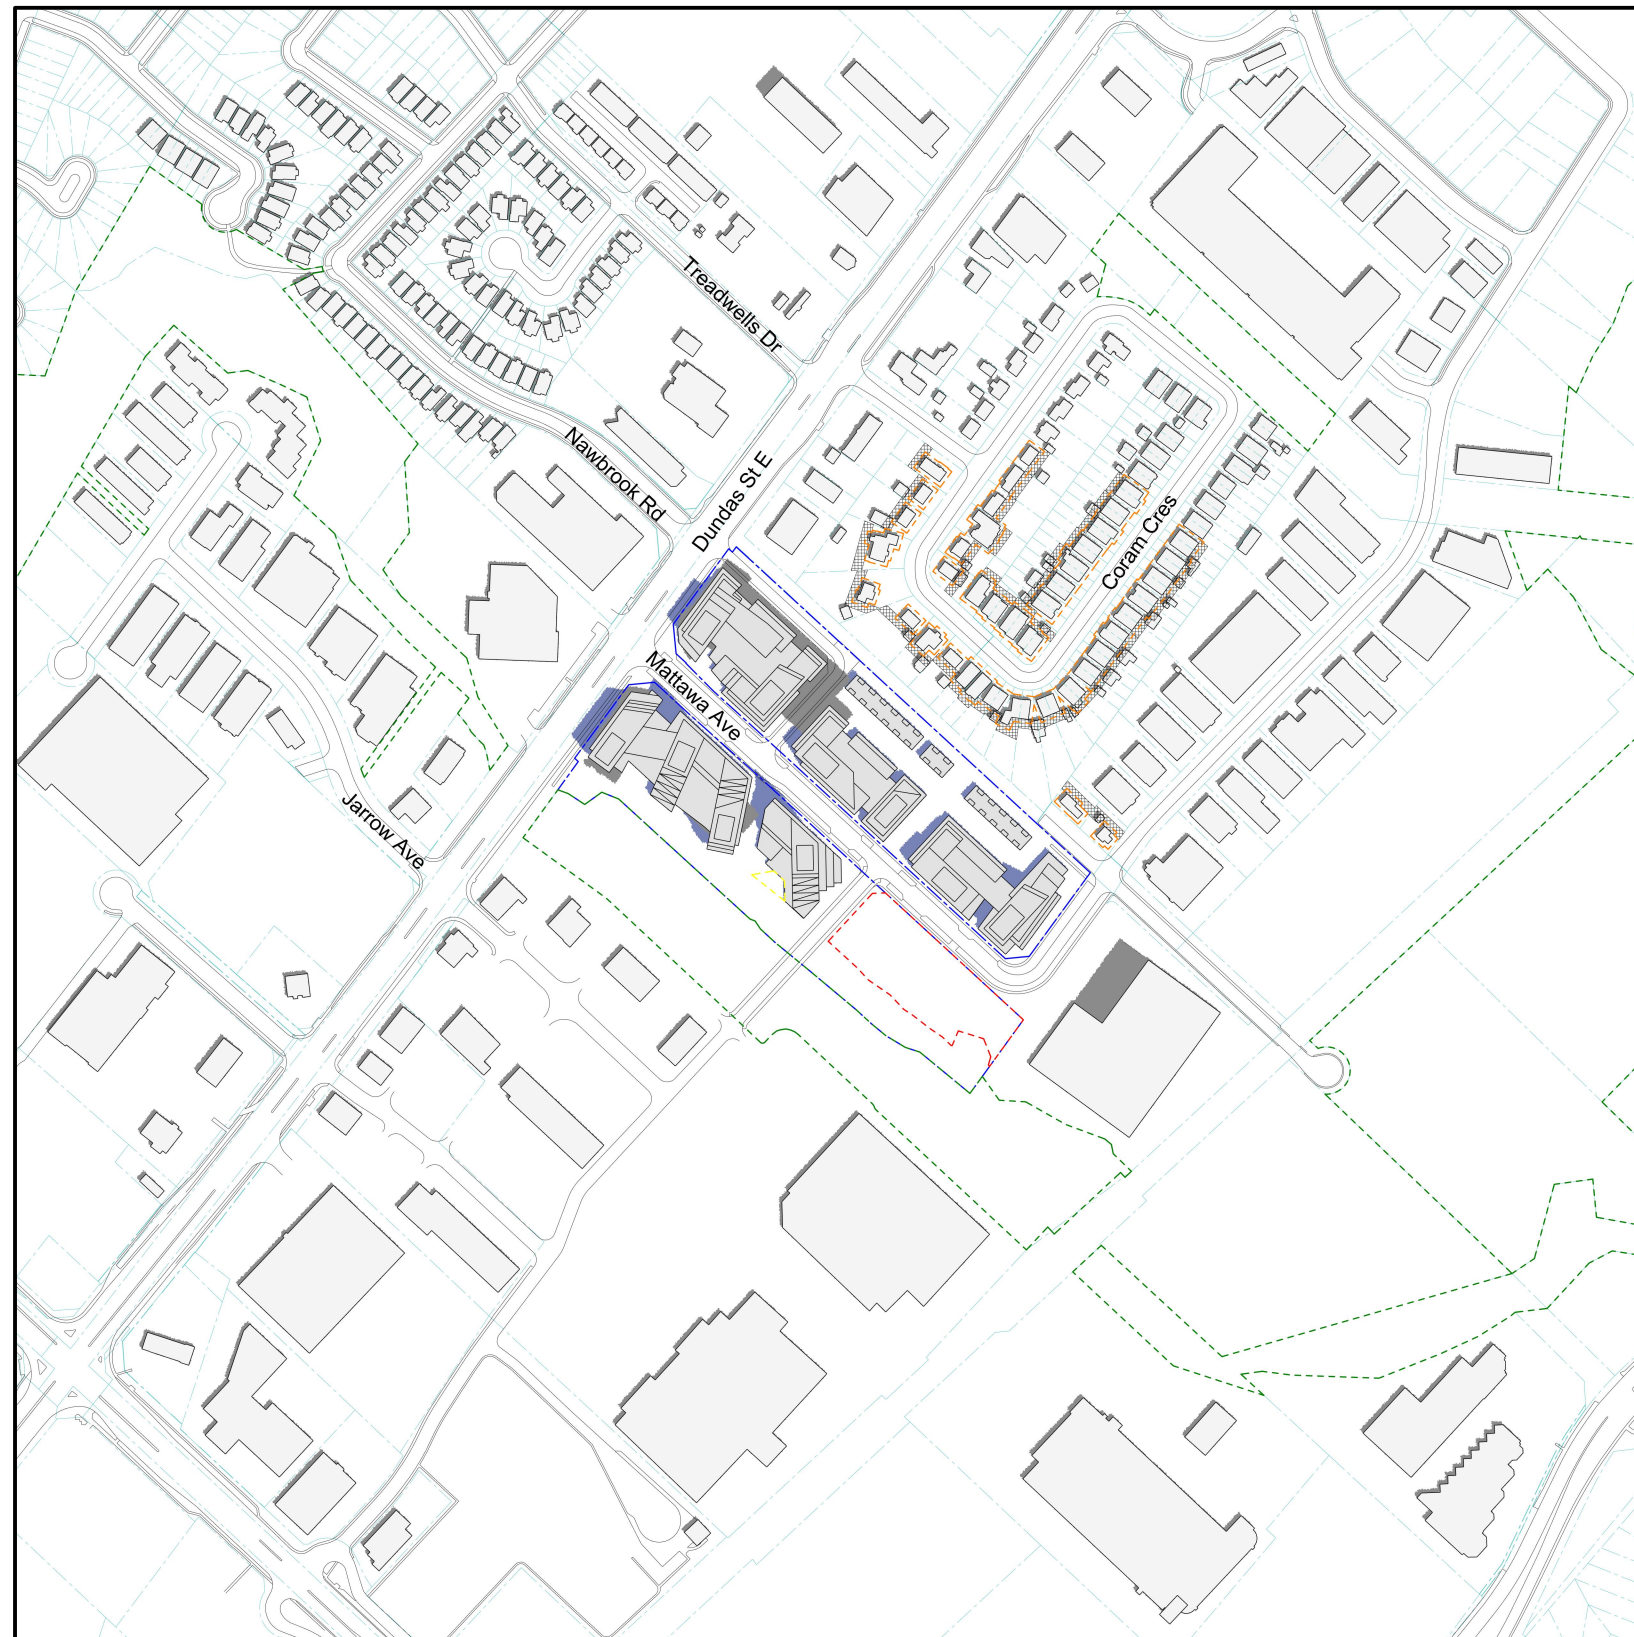 Treadwells Dr
Nawbrook Rd
Dundas St E
Coram Cres
Mattawa Ave
Jarrow Ave